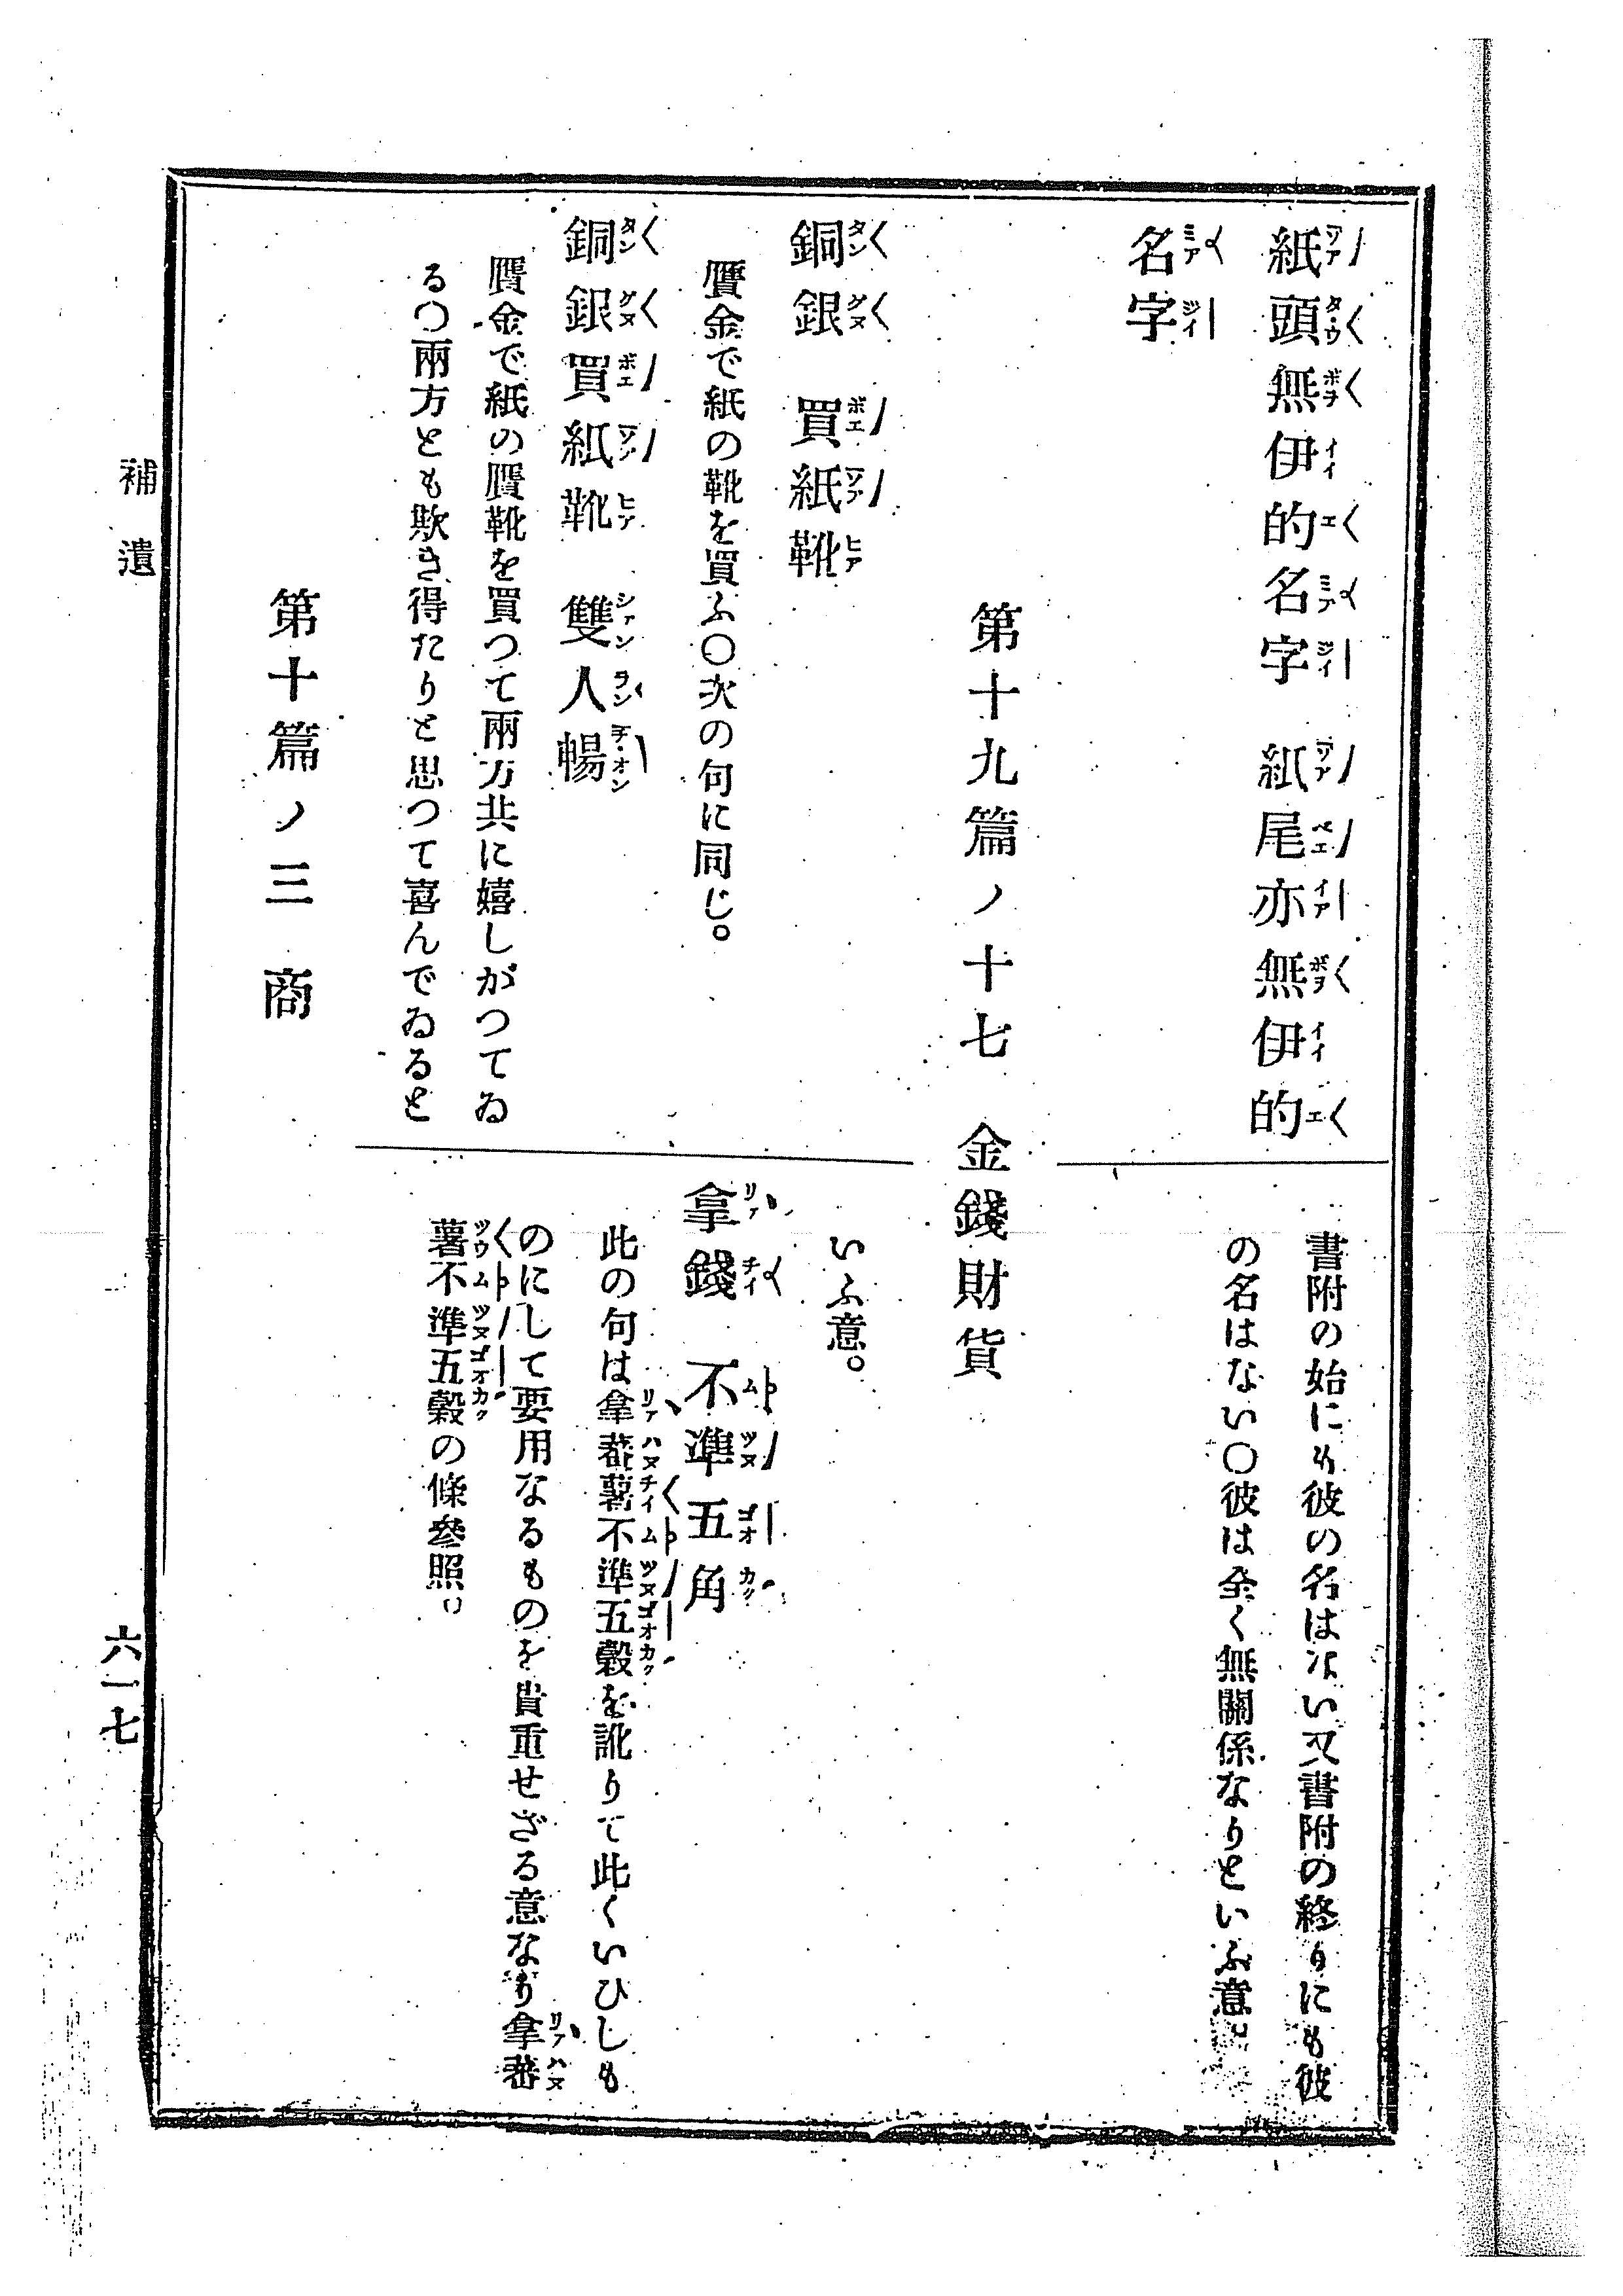 紙頭無伊的名字　紙尾亦無伊的
名字
書附の始にも彼の名はない又書附の終りにも彼
の名はない〇彼は全く無關係なりといふ意。
第十九篇ノ十七　金錢財貨
銅銀　買紙靴
贋金で紙の靴を買ふ〇次の句に同じ。
銅銀買紙靴　雙人暢
贋金で紙の贋靴を買つて兩方共に嬉しがつてゐ
る〇兩方とも欺き得たりと思つて喜んでゐると
いふ意。
拿錢　不準五角
此の句は拿蕃薯不準五穀を訛りて此くいひしも
のにして要用なるものを貴重せざる意なり拿蕃
薯不準五穀の條參照。
第十篇ノ三　商
補遺
六一七